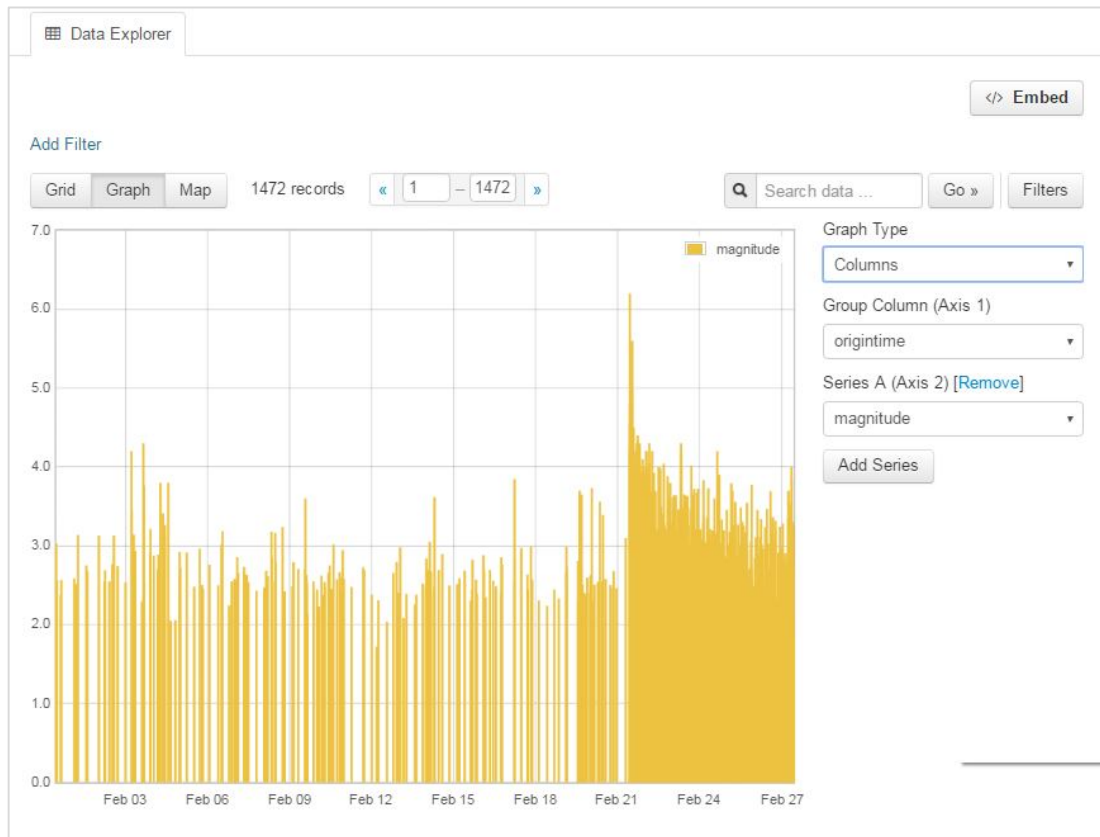 Data Explorer
</> Embed
Add Filter
Grid Graph Map 1472 records « 1 – 1472 » Search data ... Go » Filters
Graph Type
Columns
Group Column (Axis 1)
origintime
Series A (Axis 2) [Remove]
magnitude
Add Series
magnitude
7.0
6.0
5.0
4.0
3.0
2.0
1.0
0.0
Feb 03 Feb 06 Feb 09 Feb 12 Feb 15 Feb 18 Feb 21 Feb 24 Feb 27